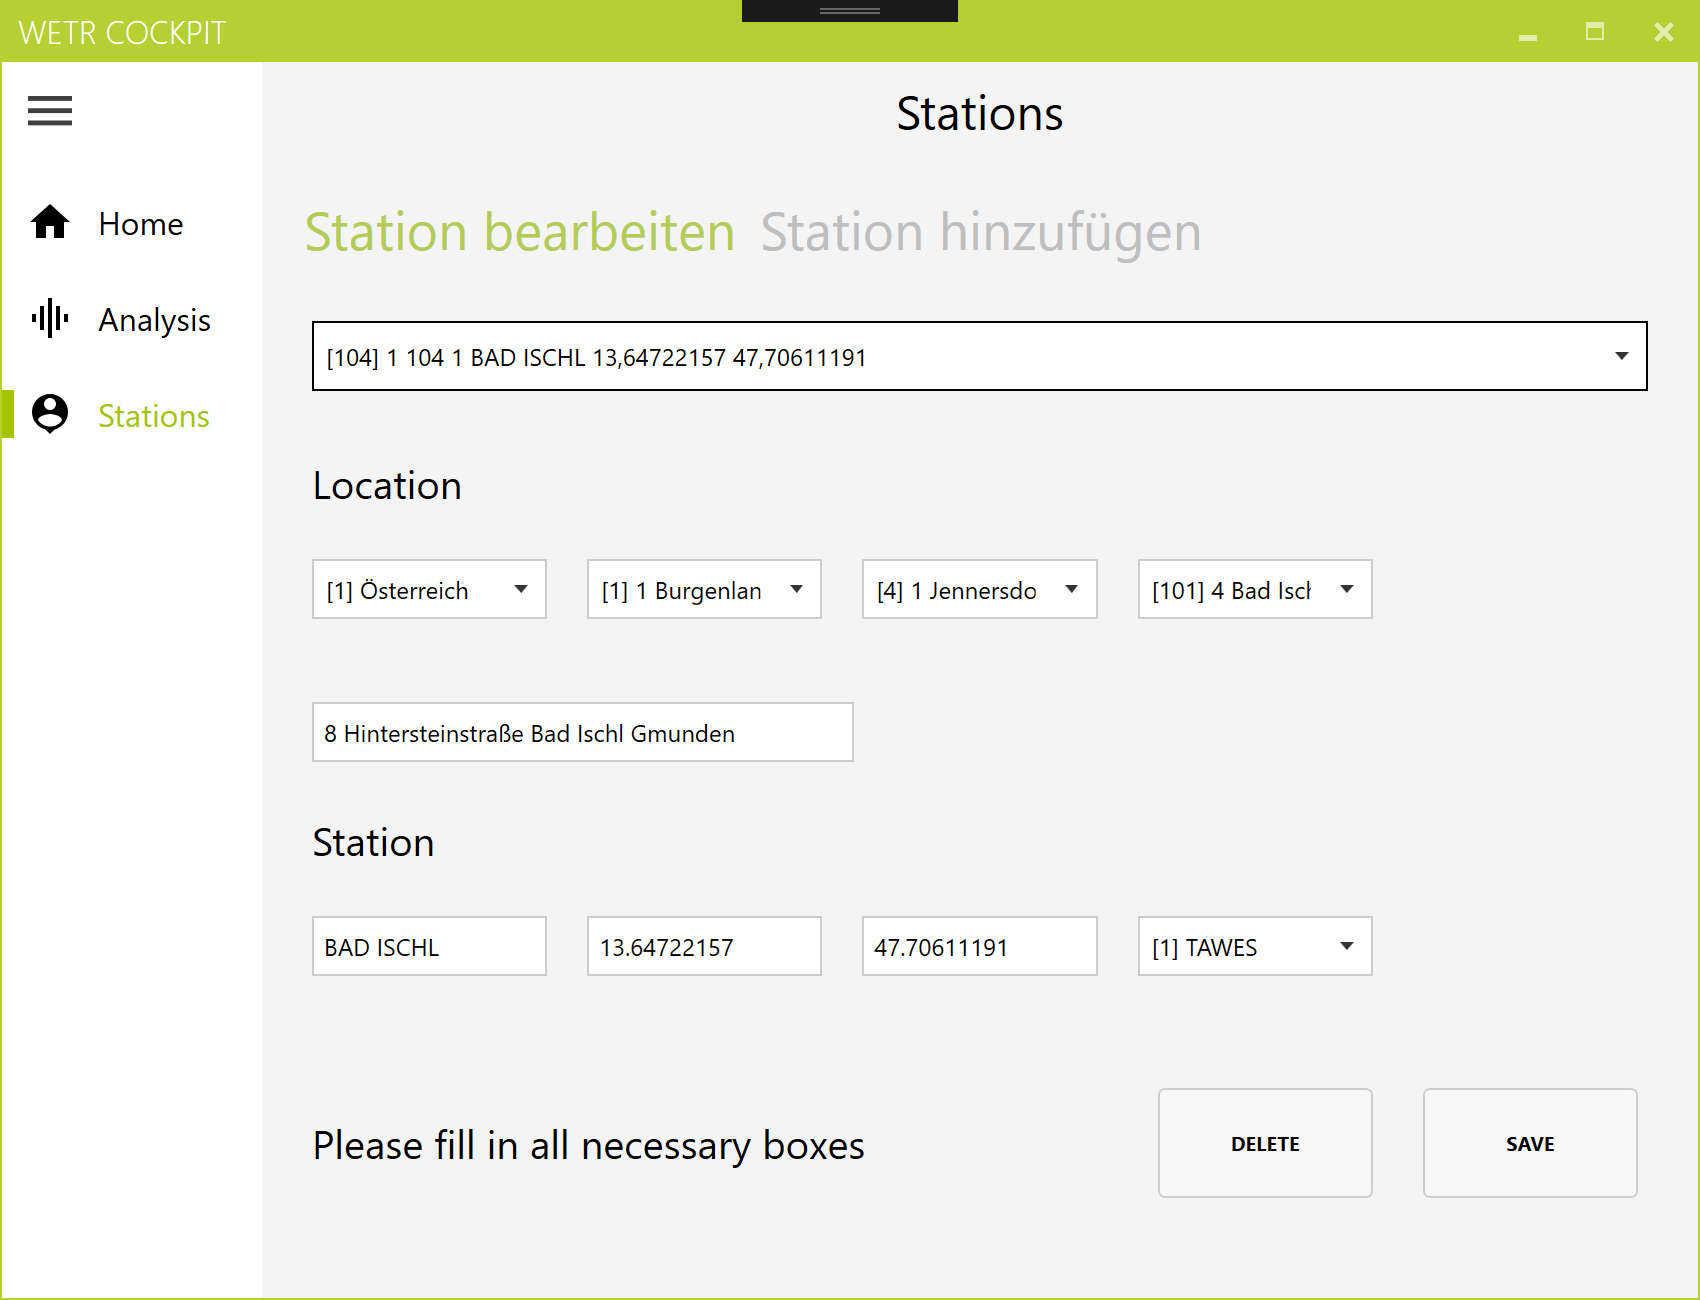 WETR COCKPIT
Stations
Home
Analysis
Stations
Station bearbeiten Station hinzufügen
[104] 1 104 1 BAD ISCHL 13,64722157 47,70611191
Location
[1] Österreich [1] 1 Burgenlan [4] 1 Jennersdo [101] 4 Bad Isch
8 Hintersteinstraße Bad Ischl Gmunden
Station
BAD ISCHL 13.64722157 47.70611191 [1] TAWES
Please fill in all necessary boxes DELETE SAVE